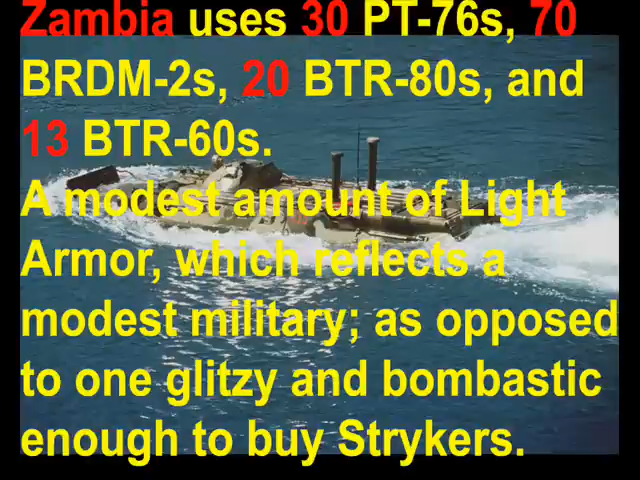 Zambia uses 30 PT-76s, 70
BRDM-2s, 20 BTR-80s, and
13 BTR-60s.
A modest amount of Light
Armor, which reflects a
modest military; as opposed
to one glitzy and bombastic
enough to buy Strykers.